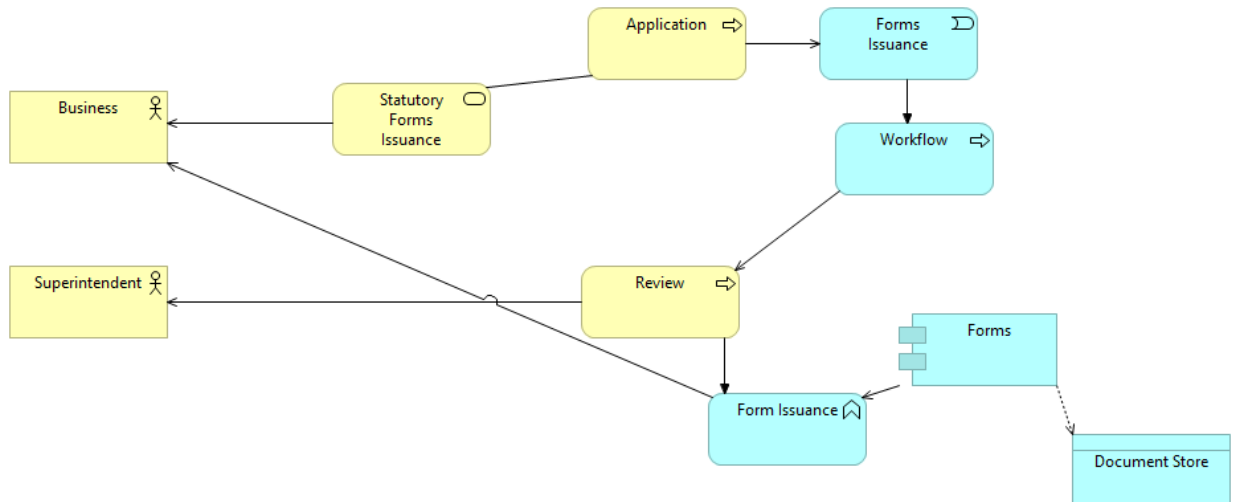 Application
Forms
Issuance
Business
Statutory
Forms
Issuance
Workflow
Superintendent
Review
Forms
Form Issuance
Document Store